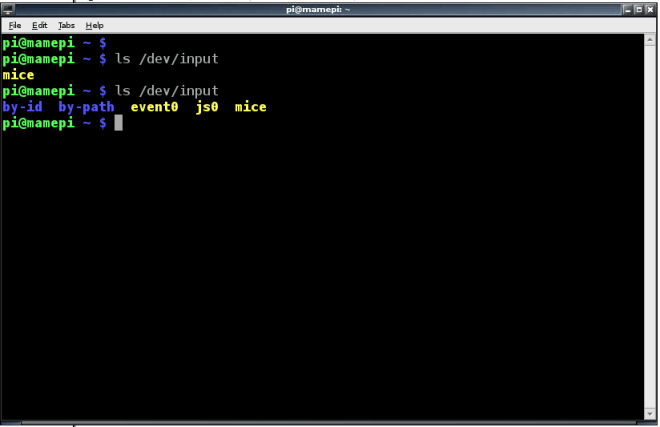 pi@mamepi: ~
File Edit Tabs Help
pi@mamepi ~ $
pi@mamepi ~ $ ls /dev/input
mice
pi@mamepi ~ $ ls /dev/input
by-id by-path event0 js0 mice
pi@mamepi ~ $